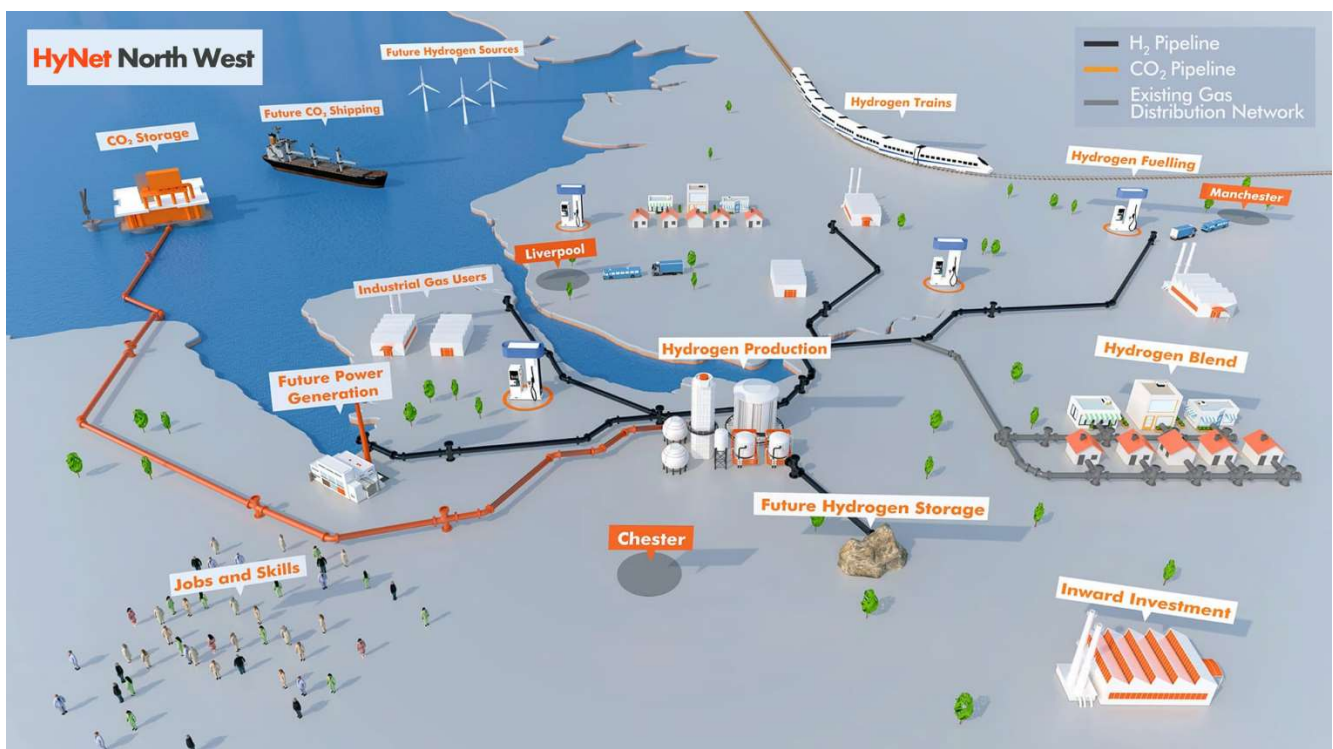 HyNet North West
Future Hydrogen Sources
H₂ Pipeline
CO₂ Pipeline
Existing Gas
Distribution Network
Future CO₂ Shipping
Hydrogen Trains
CO₂ Storage
Hydrogen Fuelling
Manchester
Liverpool
Industrial Gas Users
Hydrogen Production
Hydrogen Blend
Future Power
Generation
Future Hydrogen Storage
Chester
Jobs and Skills
Inward Investment